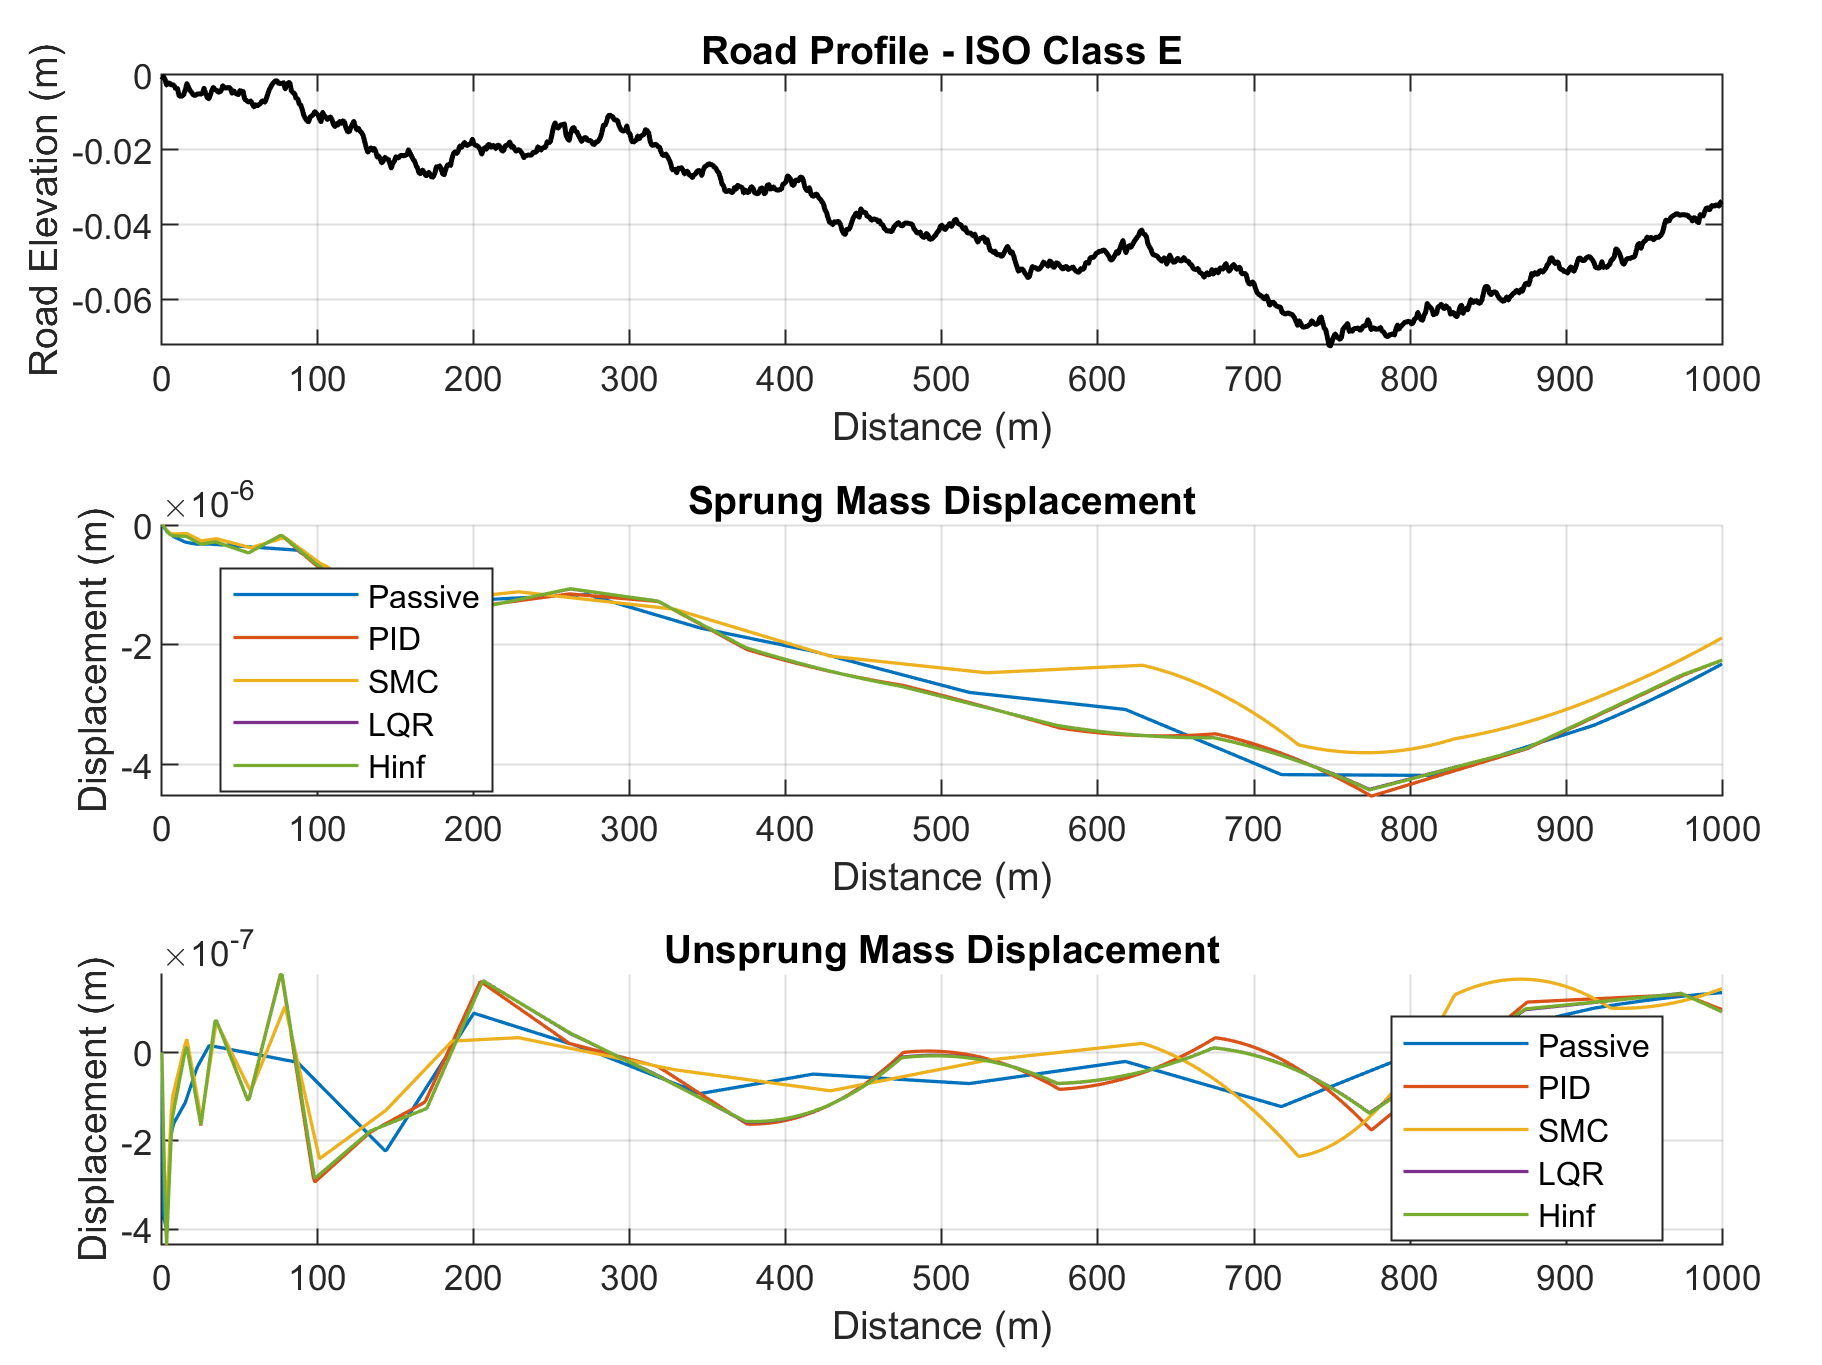 Road Profile - ISO Class E
Road Elevation (m)
0
-0.02
-0.04
-0.06
0 100 200 300 400 500 600 700 800 900 1000
Distance (m)
Sprung Mass Displacement
×10-6
Displacement (m)
0
-2
-4
Passive
PID
SMC
LQR
Hinf
0 100 200 300 400 500 600 700 800 900 1000
Distance (m)
Unsprung Mass Displacement
×10-7
Displacement (m)
0
-2
-4
Passive
PID
SMC
LQR
Hinf
0 100 200 300 400 500 600 700 800 900 1000
Distance (m)